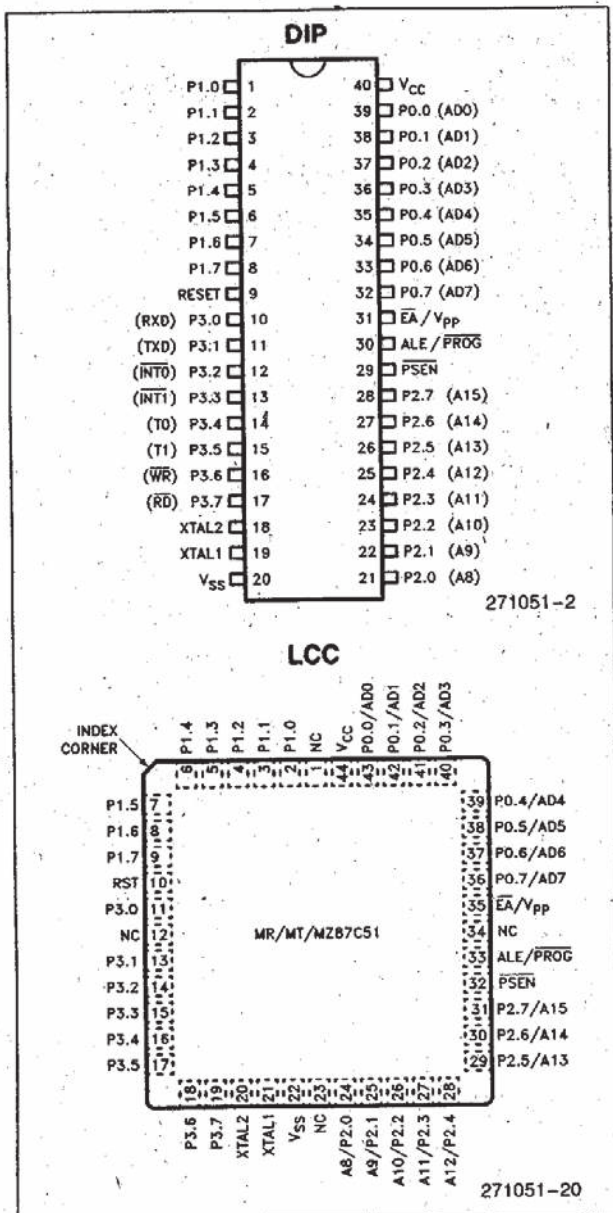 DIP
P1.0 1 40 VCC
P1.1 2 39 P0.0 (AD0)
P1.2 3 38 P0.1 (AD1)
P1.3 4 37 P0.2 (AD2)
P1.4 5 36 P0.3 (AD3)
P1.5 6 35 P0.4 (AD4)
P1.6 7 34 P0.5 (AD5)
P1.7 8 33 P0.6 (AD6)
RESET 9 32 P0.7 (AD7)
(RXD) P3.0 10 31 E̅A̅/VPP
(TXD) P3.1 11 30 ALE/P̅R̅O̅G̅
(I̅N̅T̅0̅) P3.2 12 29 P̅S̅E̅N̅
(I̅N̅T̅1̅) P3.3 13 28 P2.7 (A15)
(T0) P3.4 14 27 P2.6 (A14)
(T1) P3.5 15 26 P2.5 (A13)
(W̅R̅) P3.6 16 25 P2.4 (A12)
(R̅D̅) P3.7 17 24 P2.3 (A11)
XTAL2 18 23 P2.2 (A10)
XTAL1 19 22 P2.1 (A9)
VSS 20 21 P2.0 (A8)
271051-2
LCC
INDEX
CORNER
P1.4 P1.3 P1.2 P1.1 P1.0 NC VCC P0.0/AD0 P0.1/AD1 P0.2/AD2 P0.3/AD3
6 5 4 3 2 1 44 43 42 41 40
P1.5 7 39 P0.4/AD4
P1.6 8 38 P0.5/AD5
P1.7 9 37 P0.6/AD6
RST 10 36 P0.7/AD7
P3.0 11 35 E̅A̅/VPP
NC 12 MR/MT/MZ87C51 34 NC
P3.1 13 33 ALE/P̅R̅O̅G̅
P3.2 14 32 P̅S̅E̅N̅
P3.3 15 31 P2.7/A15
P3.4 16 30 P2.6/A14
P3.5 17 29 P2.5/A13
18 19 20 21 22 23 24 25 26 27 28
P3.6 P3.7 XTAL2 XTAL1 VSS NC A8/P2.0 A9/P2.1 A10/P2.2 A11/P2.3 A12/P2.4
271051-20